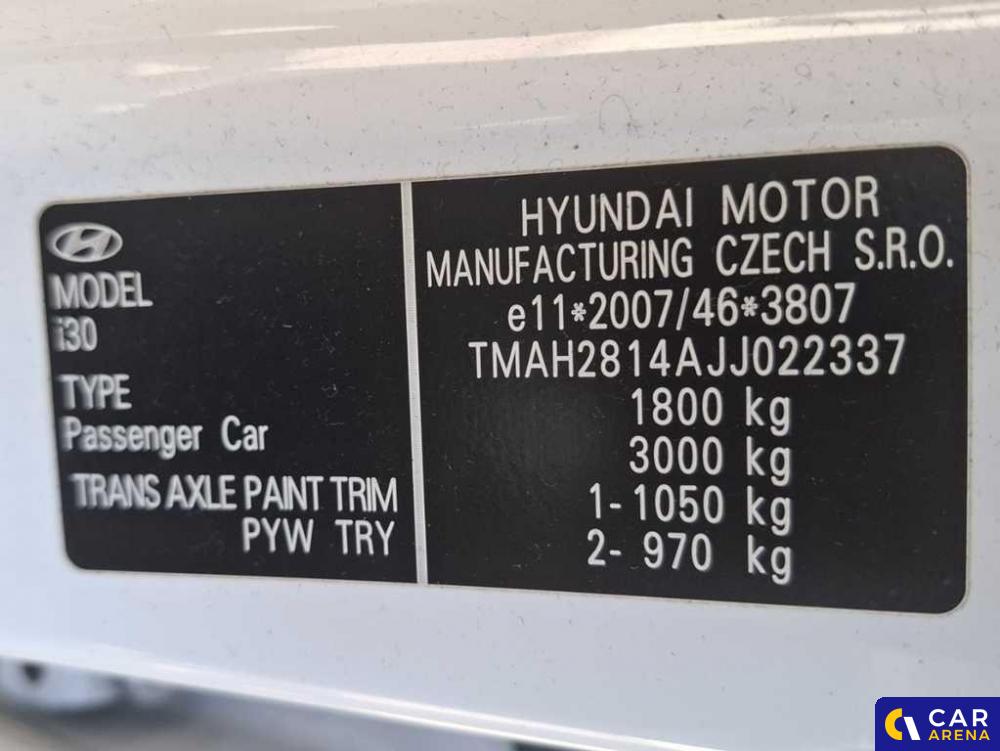 MODEL
i30
TYPE
Passenger Car
TRANS AXLE PAINT TRIM
PYW TRY
HYUNDAI MOTOR
MANUFACTURING CZECH S.R.O.
e11*2007/46*3807
TMAH2814AJJ022337
1800 kg
3000 kg
1- 1050 kg
2- 970 kg
CAR
ARENA